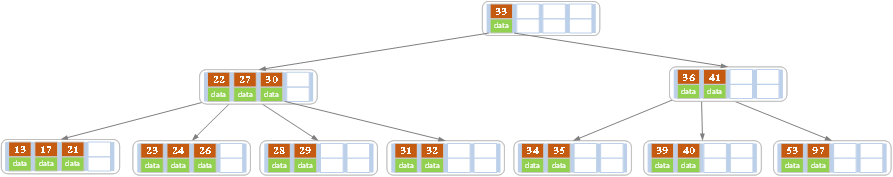 33
data
22 27 30
data data data
36 41
data data
13 17 21
data data data
23 24 26
data data data
28 29
data data
31 32
data data
34 35
data data
39 40
data data
53 97
data data